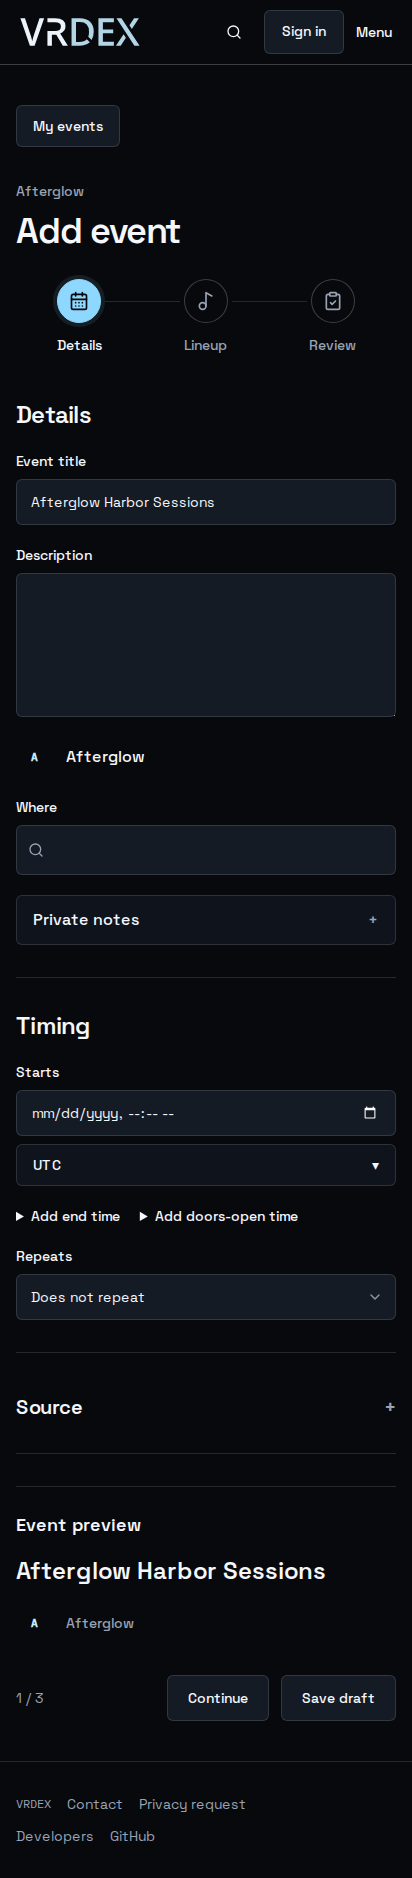 VRDEX
Sign in
Menu
My events
Afterglow
Add event
Details
Lineup
Review
Details
Event title
Afterglow Harbor Sessions
Description
A
Afterglow
Where
Private notes
+
Timing
Starts
mm/dd/yyyy, --:-- --
UTC
Add end time
Add doors-open time
Repeats
Does not repeat
Source
+
Event preview
Afterglow Harbor Sessions
A
Afterglow
1 / 3
Continue
Save draft
VRDEX
Contact
Privacy request
Developers
GitHub